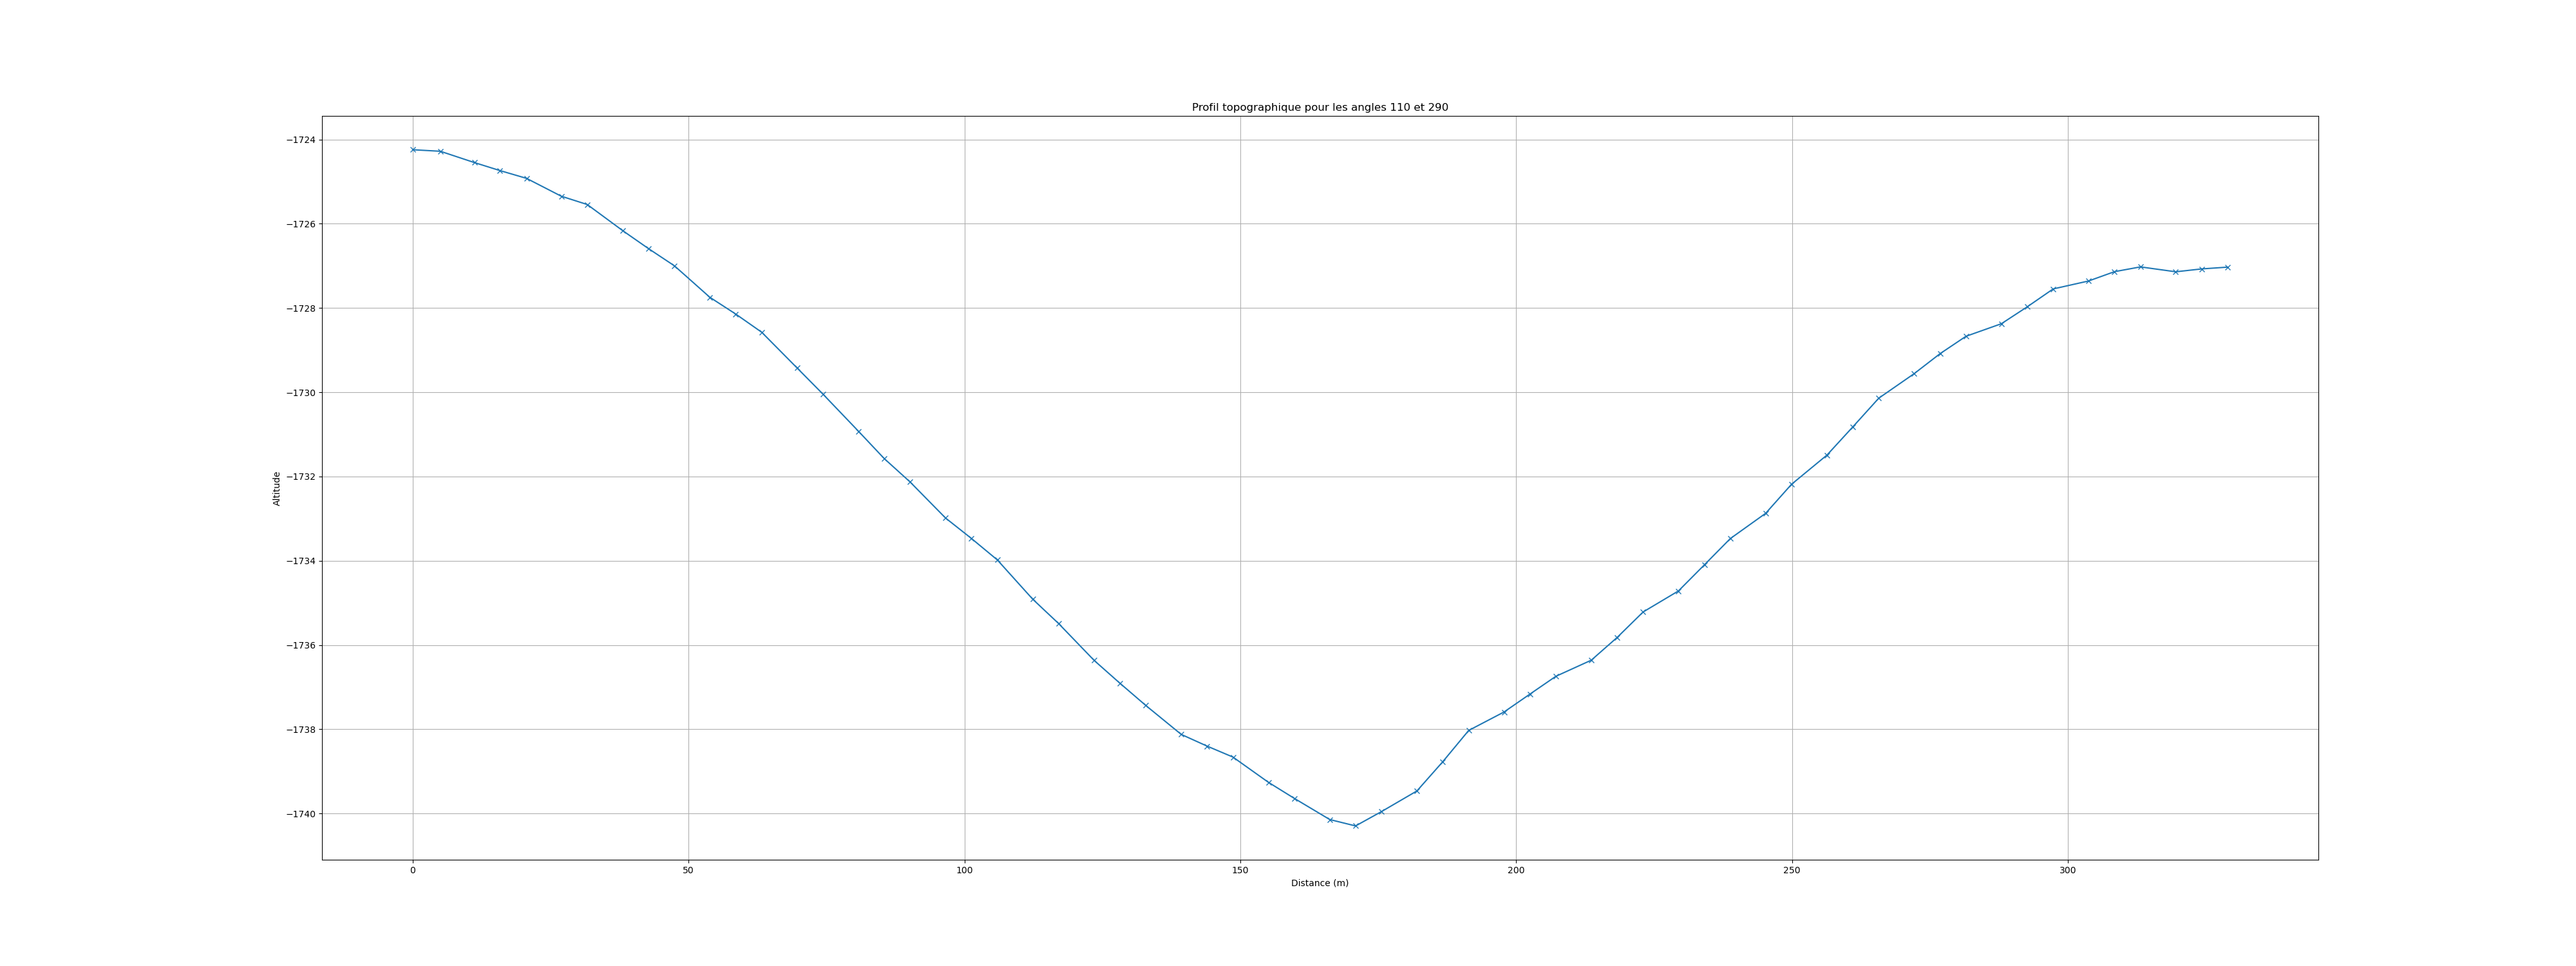 Profil topographique pour les angles 110 et 290
−1724
−1726
−1728
−1730
−1732
−1734
−1736
−1738
−1740
Altitude
0 50 100 150 200 250 300
Distance (m)